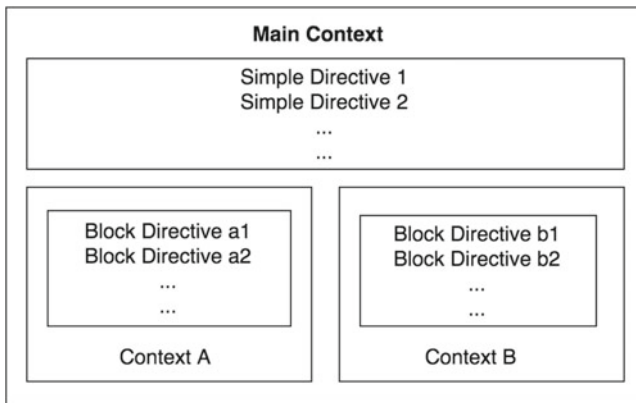 Main Context
Simple Directive 1
Simple Directive 2
...
...
Block Directive a1
Block Directive a2
...
...
Context A
Block Directive b1
Block Directive b2
...
...
Context B